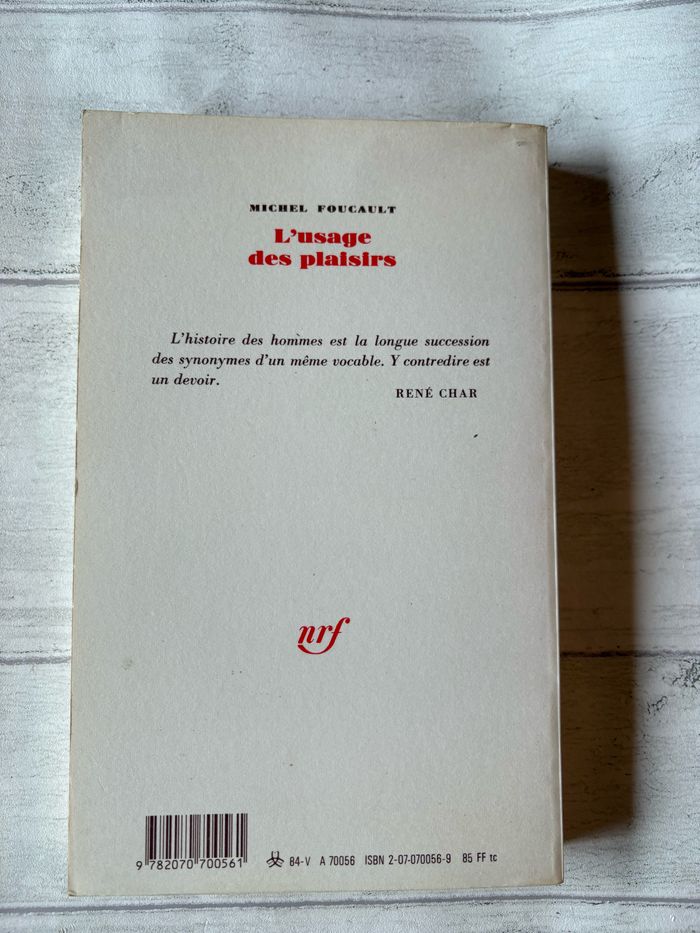 MICHEL FOUCAULT
L'usage
des plaisirs
L'histoire des hommes est la longue succession
des synonymes d'un même vocable. Y contredire est
un devoir.
RENÉ CHAR
nrf
9 782070 700561
84-V A 70056 ISBN 2-07-070056-9 85 FF tc